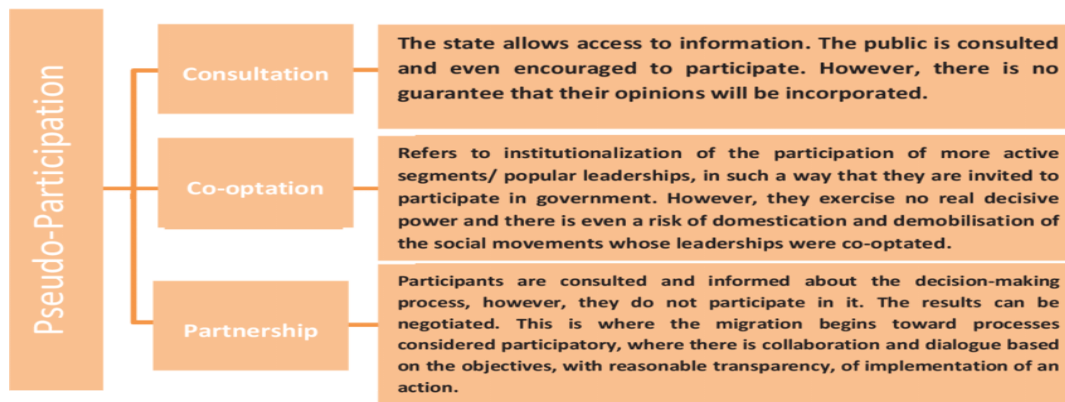 Pseudo-Participation
Consultation
The state allows access to information. The public is consulted
and even encouraged to participate. However, there is no
guarantee that their opinions will be incorporated.
Co-optation
Refers to institutionalization of the participation of more active
segments/ popular leaderships, in such a way that they are invited to
participate in government. However, they exercise no real decisive
power and there is even a risk of domestication and demobilisation of
the social movements whose leaderships were co-optated.
Partnership
Participants are consulted and informed about the decision-making
process, however, they do not participate in it. The results can be
negotiated. This is where the migration begins toward processes
considered participatory, where there is collaboration and dialogue based
on the objectives, with reasonable transparency, of implementation of an
action.